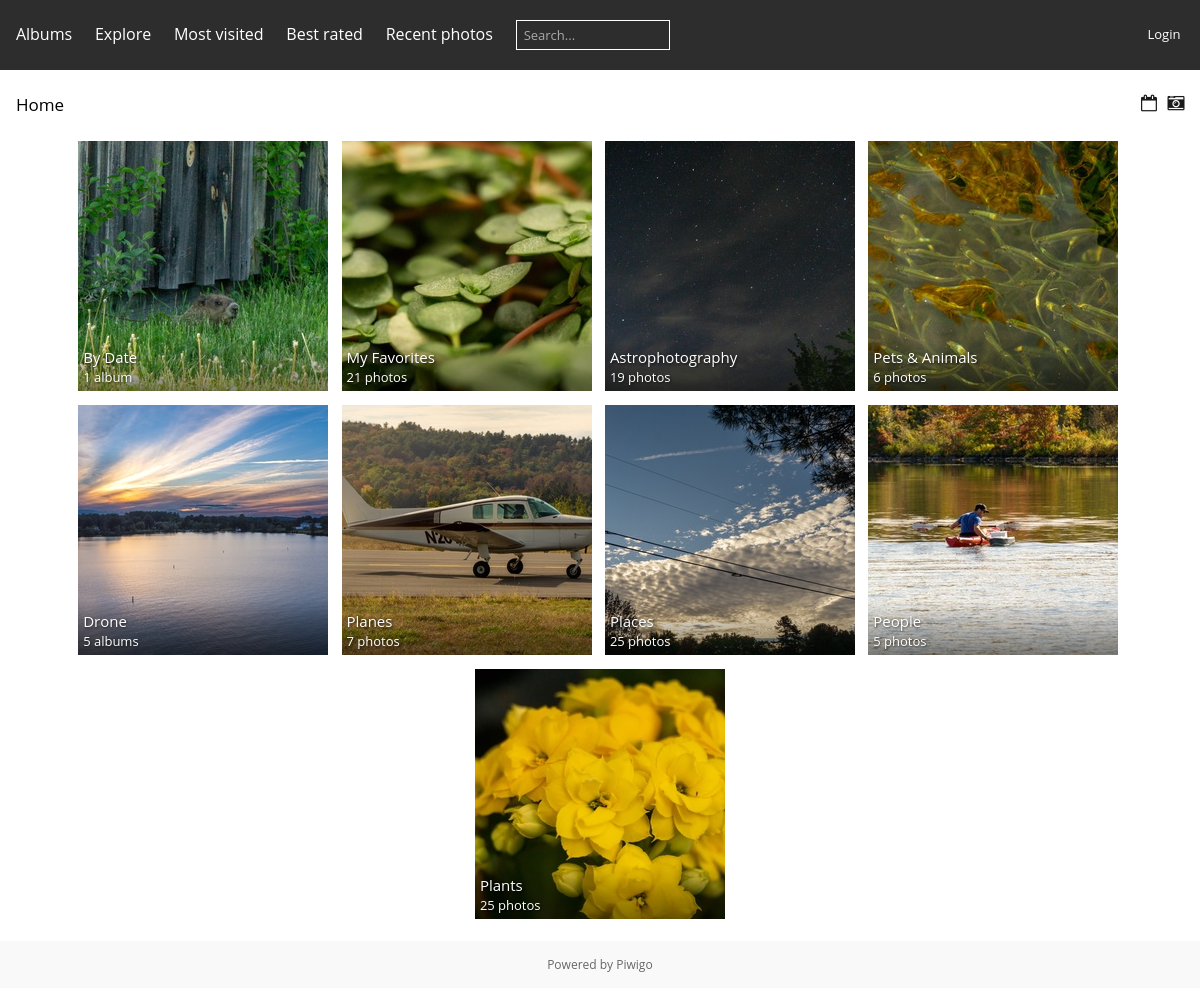 Albums Explore Most visited Best rated Recent photos Search... Login
Home
By Date
1 album
My Favorites
21 photos
Astrophotography
19 photos
Pets & Animals
6 photos
Drone
5 albums
Planes
7 photos
Places
25 photos
People
5 photos
Plants
25 photos
Powered by Piwigo